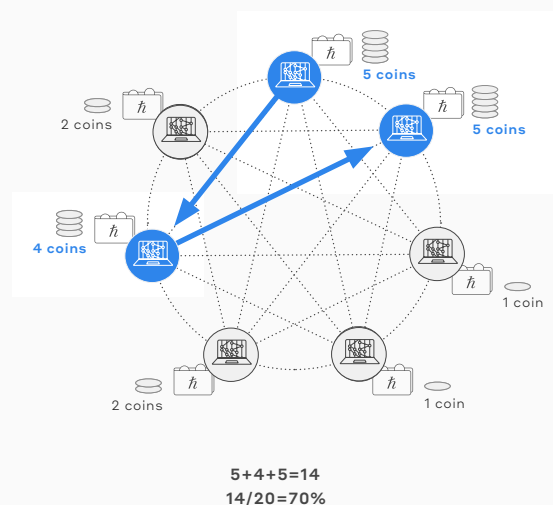 ℏ
5 coins
ℏ
5 coins
ℏ
2 coins
ℏ
4 coins
ℏ
1 coin
ℏ
2 coins
ℏ
1 coin
5+4+5=14
14/20=70%